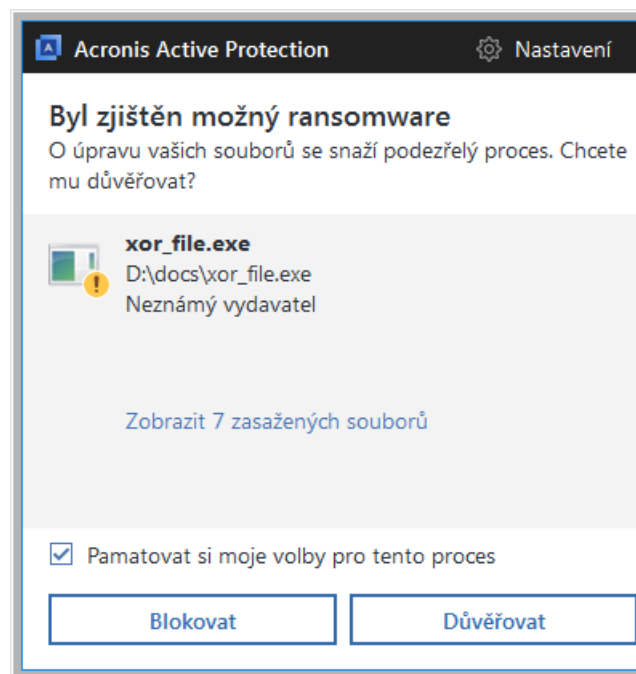 Acronis Active Protection
Nastavení
Byl zjištěn možný ransomware
O úpravu vašich souborů se snaží podezřelý proces. Chcete
mu důvěřovat?
xor_file.exe
D:\docs\xor_file.exe
Neznámý vydavatel
Zobrazit 7 zasažených souborů
Pamatovat si moje volby pro tento proces
Blokovat
Důvěřovat